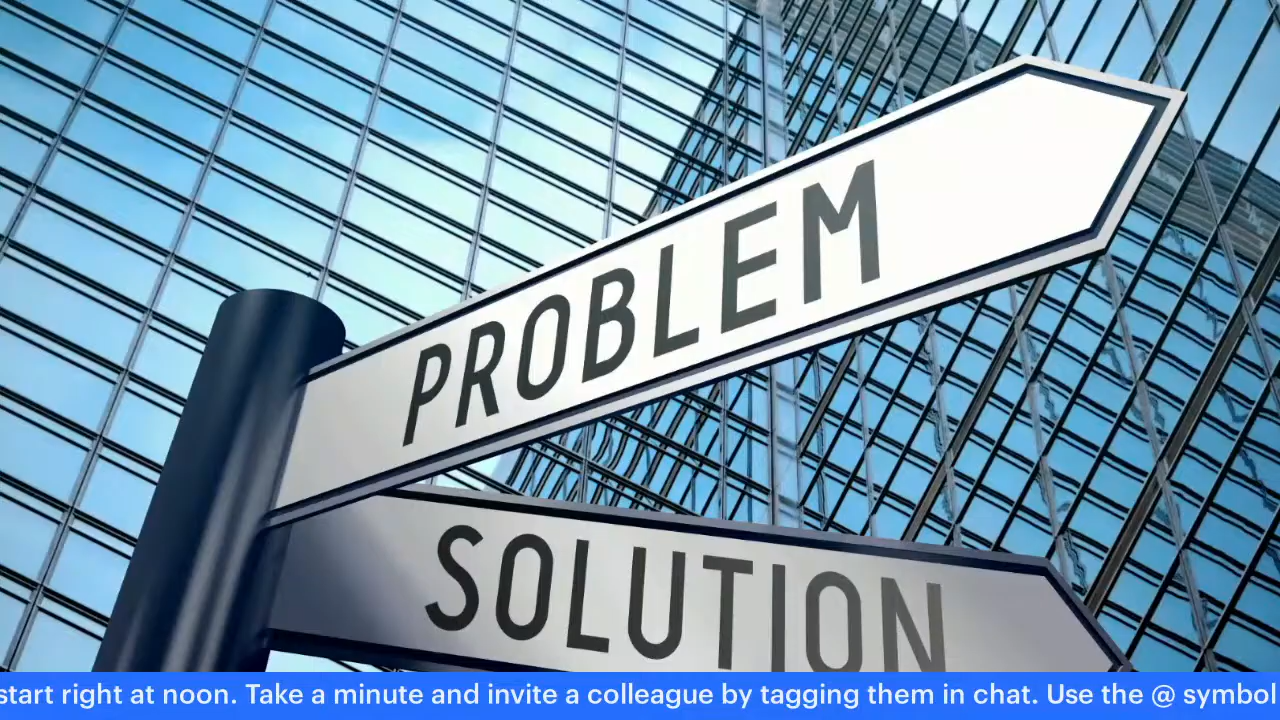 PROBLEM
SOLUTION
start right at noon. Take a minute and invite a colleague by tagging them in chat. Use the @ symbol